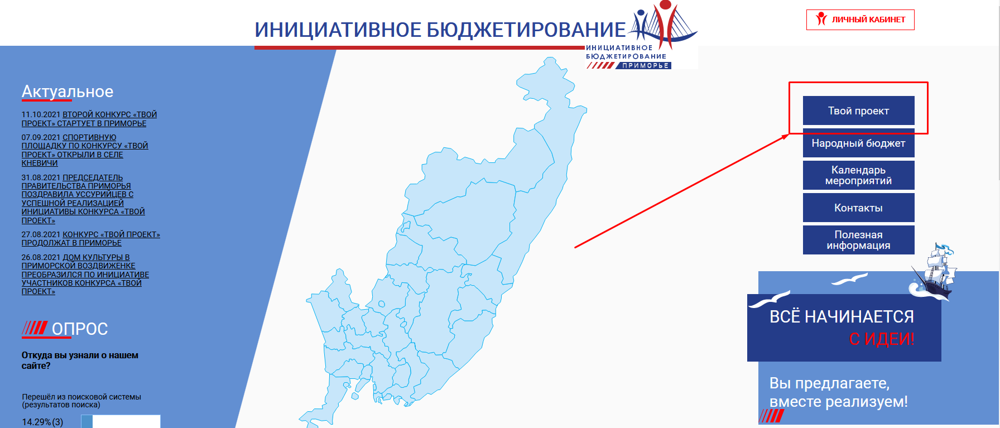 ИНИЦИАТИВНОЕ БЮДЖЕТИРОВАНИЕ
ИНИЦИАТИВНОЕ
БЮДЖЕТИРОВАНИЕ
ПРИМОРЬЕ
ЛИЧНЫЙ КАБИНЕТ
Актуальное
11.10.2021 ВТОРОЙ КОНКУРС «ТВОЙ
ПРОЕКТ» СТАРТУЕТ В ПРИМОРЬЕ
07.09.2021 СПОРТИВНУЮ
ПЛОЩАДКУ ПО КОНКУРСУ «ТВОЙ
ПРОЕКТ» ОТКРЫЛИ В СЕЛЕ
КНЕВИЧИ
31.08.2021 ПРЕДСЕДАТЕЛЬ
ПРАВИТЕЛЬСТВА ПРИМОРЬЯ
ПОЗДРАВИЛА УССУРИЙЦЕВ С
УСПЕШНОЙ РЕАЛИЗАЦИЕЙ
ИНИЦИАТИВЫ КОНКУРСА «ТВОЙ
ПРОЕКТ»
27.08.2021 КОНКУРС «ТВОЙ ПРОЕКТ»
ПРОДОЛЖАТ В ПРИМОРЬЕ
26.08.2021 ДОМ КУЛЬТУРЫ В
ПРИМОРСКОЙ ВОЗДВИЖЕНКЕ
ПРЕОБРАЗИЛСЯ ПО ИНИЦИАТИВЕ
УЧАСТНИКОВ КОНКУРСА «ТВОЙ
ПРОЕКТ»
ОПРОС
Откуда вы узнали о нашем
сайте?
Перешёл из поисковой системы
(результатов поиска)
14.29% (3)
Твой проект
Народный бюджет
Календарь
мероприятий
Контакты
Полезная
информация
ВСЁ НАЧИНАЕТСЯ
С ИДЕИ!
Вы предлагаете,
вместе реализуем!